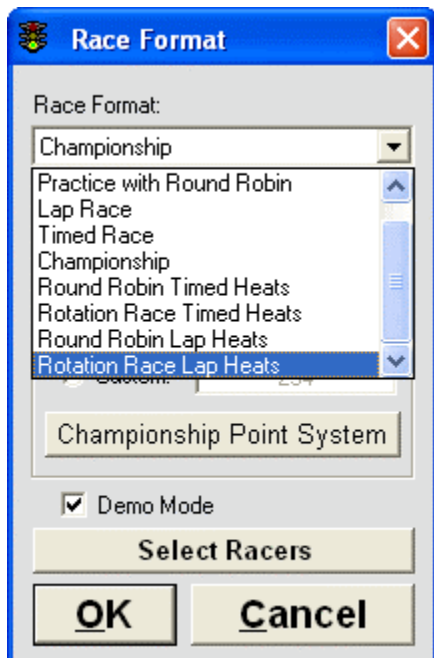 Race Format
Race Format:
Championship
Practice with Round Robin
Lap Race
Timed Race
Championship
Round Robin Timed Heats
Rotation Race Timed Heats
Round Robin Lap Heats
Rotation Race Lap Heats
Championship Point System
Demo Mode
Select Racers
OK
Cancel